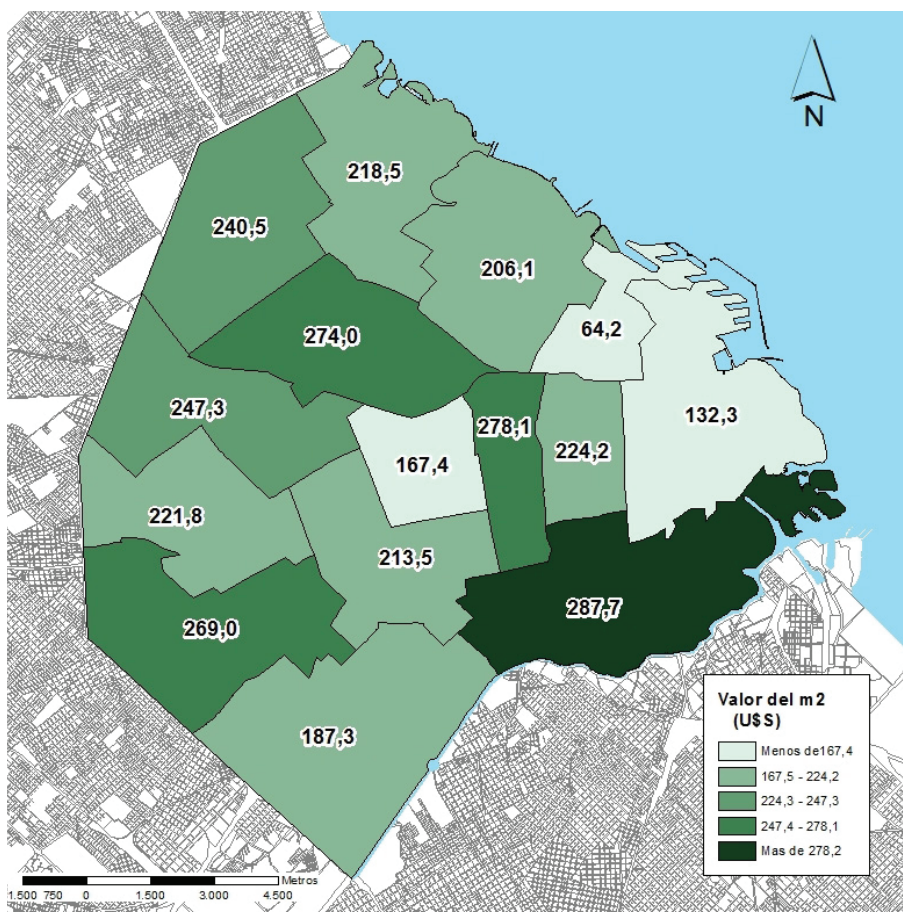 N
218,5
240,5
206,1
64,2
274,0
132,3
247,3
278,1
224,2
167,4
221,8
213,5
287,7
269,0
187,3
Valor del m2
(U$S)
Menos de167,4
167,5 - 224,2
224,3 - 247,3
247,4 - 278,1
Mas de 278,2
Metros
1.500 750 0 1.500 3.000 4.500